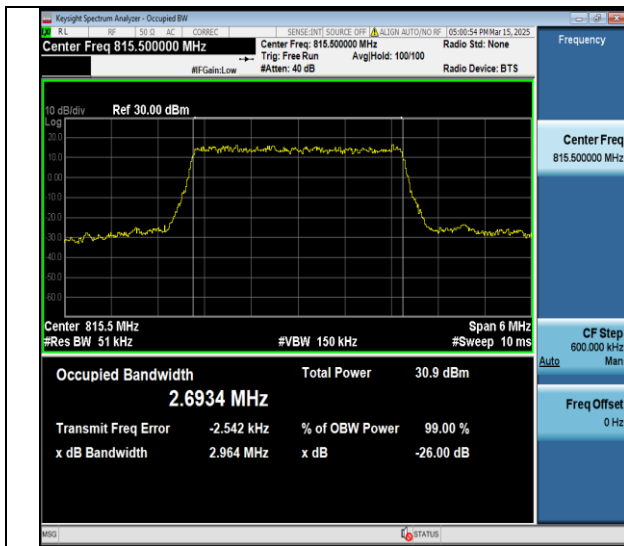 Keysight Spectrum Analyzer - Occupied BW
RL RF 50 Ω AC CORREC SENSE:INT SOURCE OFF ALIGN AUTO/NO RF 05:00:54 PM Mar 15, 2025
Center Freq 815.500000 MHz
Center Freq: 815.500000 MHz
Radio Std: None
Trig: Free Run Avg|Hold: 100/100
#IFGain:Low #Atten: 40 dB Radio Device: BTS
Frequency
10 dB/div Ref 30.00 dBm
Log
20.0
10.0
0.00
-10.0
-20.0
-30.0
-40.0
-50.0
-60.0
Center 815.5 MHz Span 6 MHz
#Res BW 51 kHz #VBW 150 kHz #Sweep 10 ms
Occupied Bandwidth Total Power 30.9 dBm
2.6934 MHz
Transmit Freq Error -2.542 kHz % of OBW Power 99.00 %
x dB Bandwidth 2.964 MHz x dB -26.00 dB
Center Freq
815.500000 MHz
CF Step
600.000 kHz
Auto Man
Freq Offset
0 Hz
MSG STATUS